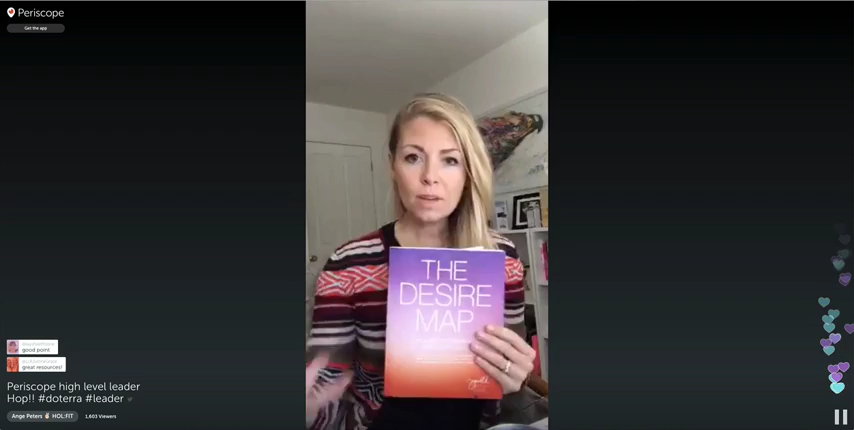 Periscope
Get the app
THE
DESIRE
MAP
good point
great resources!
Periscope high level leader
Hop!! #doterra #leader
Ange Peters ✌ HOL:FIT
1,603 Viewers